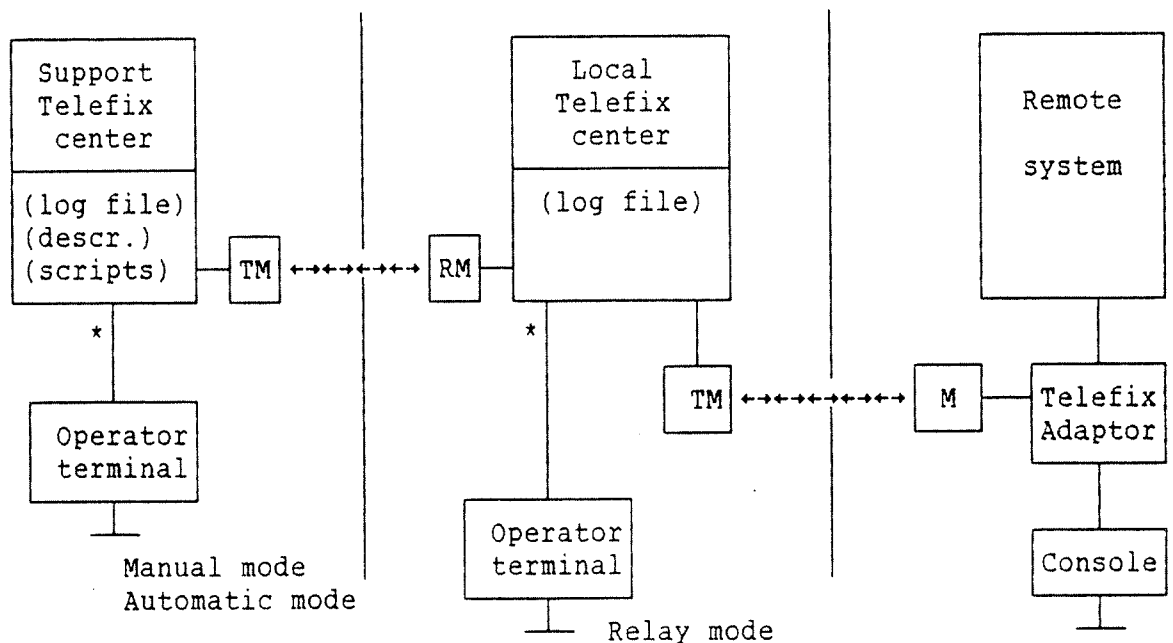 Support
Telefix
center
(log file)
(descr.)
(scripts)
TM
*
Operator
terminal
Manual mode
Automatic mode
Local
Telefix
center
(log file)
RM
*
TM
Operator
terminal
Relay mode
Remote
system
M
Telefix
Adaptor
Console